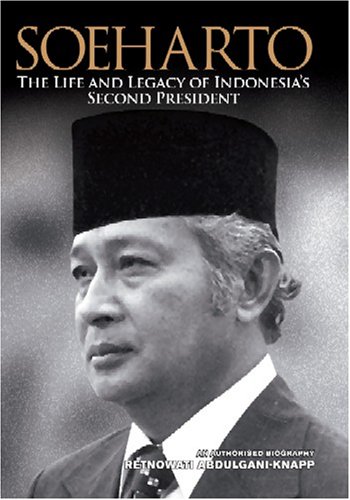 SOEHARTO
THE LIFE AND LEGACY OF INDONESIA'S
SECOND PRESIDENT
AN AUTHORISED BIOGRAPHY
RETNOWATI ABDULGANI-KNAPP